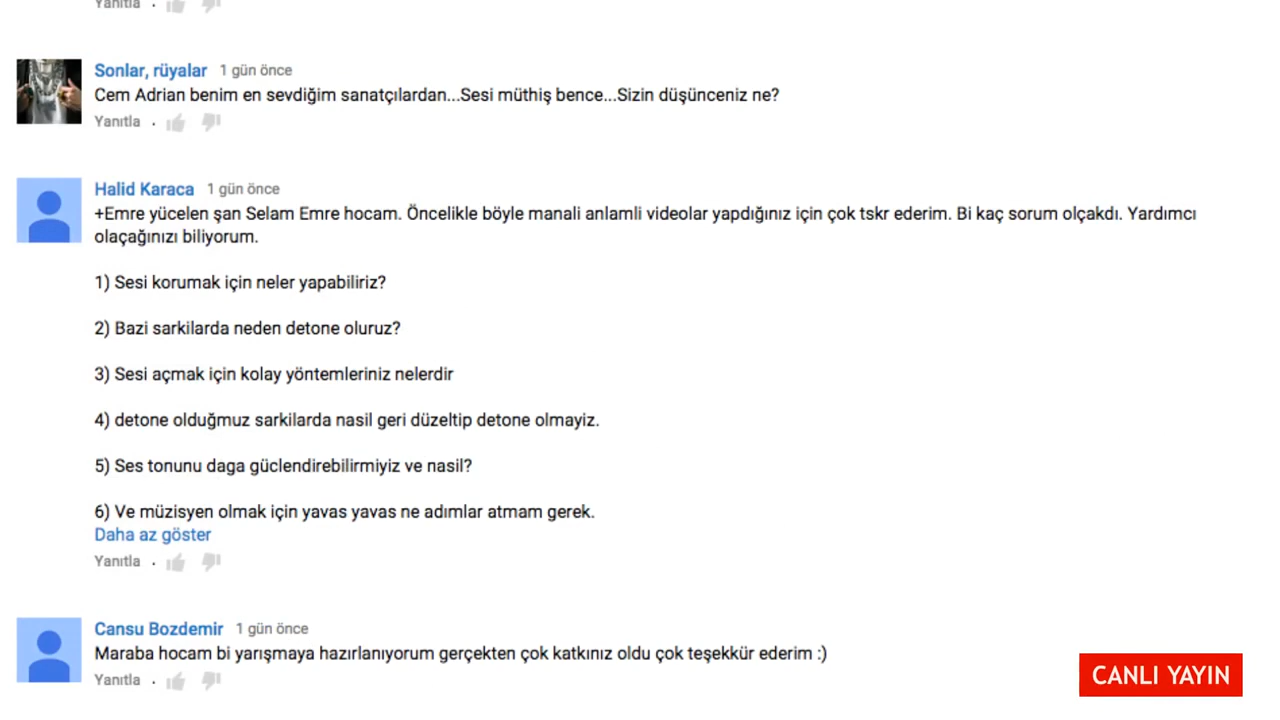 Yanıtla .
Sonlar, rüyalar 1 gün önce
Cem Adrian benim en sevdiğim sanatçılardan...Sesi müthiş bence...Sizin düşünceniz ne?
Yanıtla .
Halid Karaca 1 gün önce
+Emre yücelen şan Selam Emre hocam. Öncelikle böyle manali anlamli videolar yapdığınız için çok tskr ederim. Bi kaç sorum olçakdı. Yardımcı
olaçağınızı biliyorum.
1) Sesi korumak için neler yapabiliriz?
2) Bazi sarkilarda neden detone oluruz?
3) Sesi açmak için kolay yöntemleriniz nelerdir
4) detone olduğmuz sarkilarda nasil geri düzeltip detone olmayiz.
5) Ses tonunu daga güclendirebilirmiyiz ve nasil?
6) Ve müzisyen olmak için yavas yavas ne adımlar atmam gerek.
Daha az göster
Yanıtla .
Cansu Bozdemir 1 gün önce
Maraba hocam bi yarışmaya hazırlanıyorum gerçekten çok katkınız oldu çok teşekkür ederim :)
Yanıtla .
CANLI YAYIN